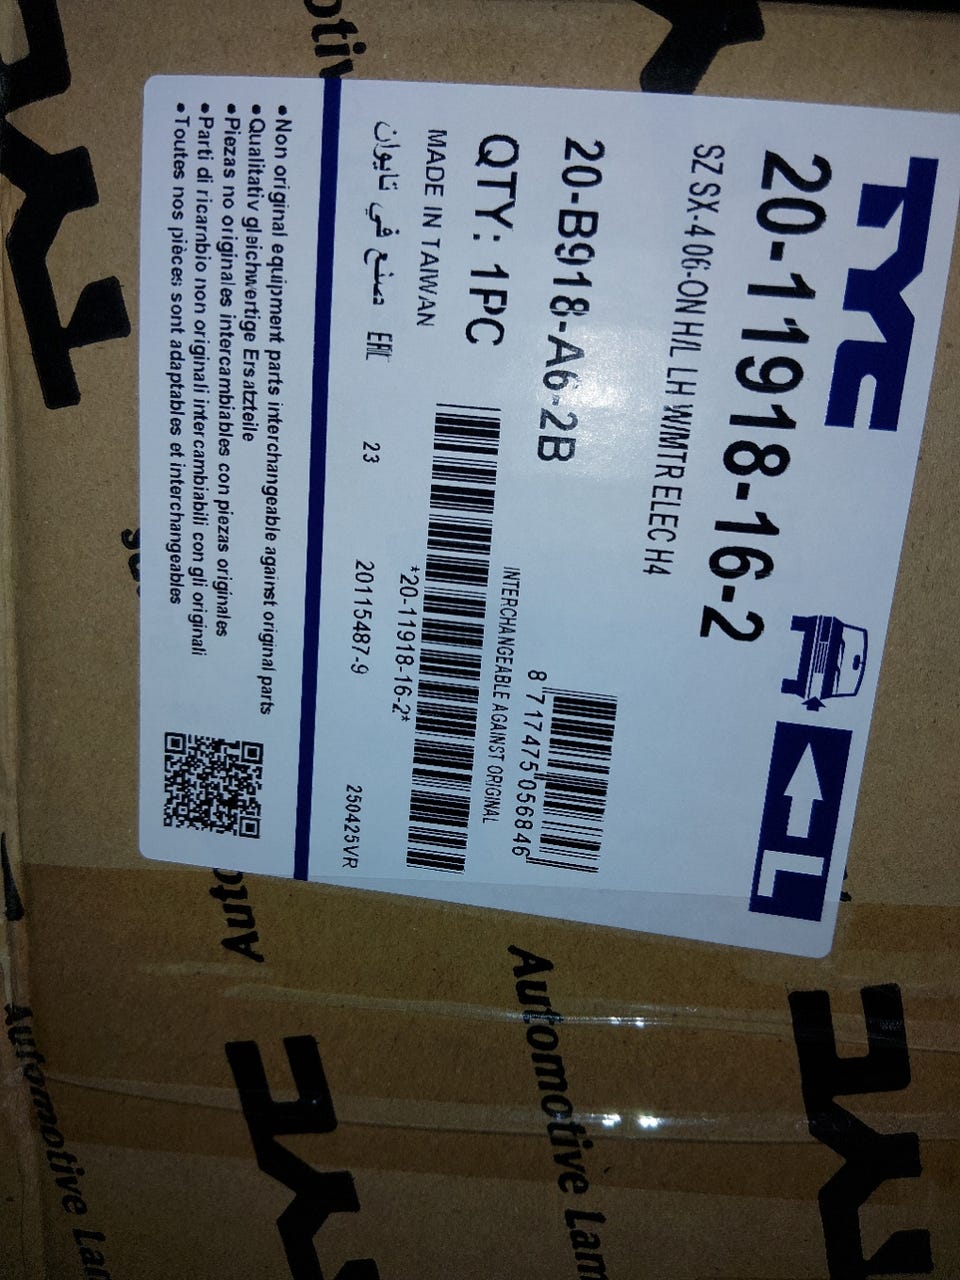 TYC
L
20-11918-16-2
SZ SX-4 06-ON H/L LH W/MTR ELEC H4
20-B918-A6-2B
8 717475 056846
QTY: 1PC
INTERCHANGEABLE AGAINST ORIGINAL
MADE IN TAIWAN
*20-11918-16-2*
صنع في تايوان
23
20115487-9
250425VR
•Non original equipment parts interchangeable against original parts
•Qualitativ gleichwertige Ersatzteile
•Piezas no originales intercambiables con piezas originales
•Parti di ricarnbio non originali intercambiabili con gli originali
•Toutes nos pièces sont adaptables et interchangeables
Automotive Lam
Automotive Lam